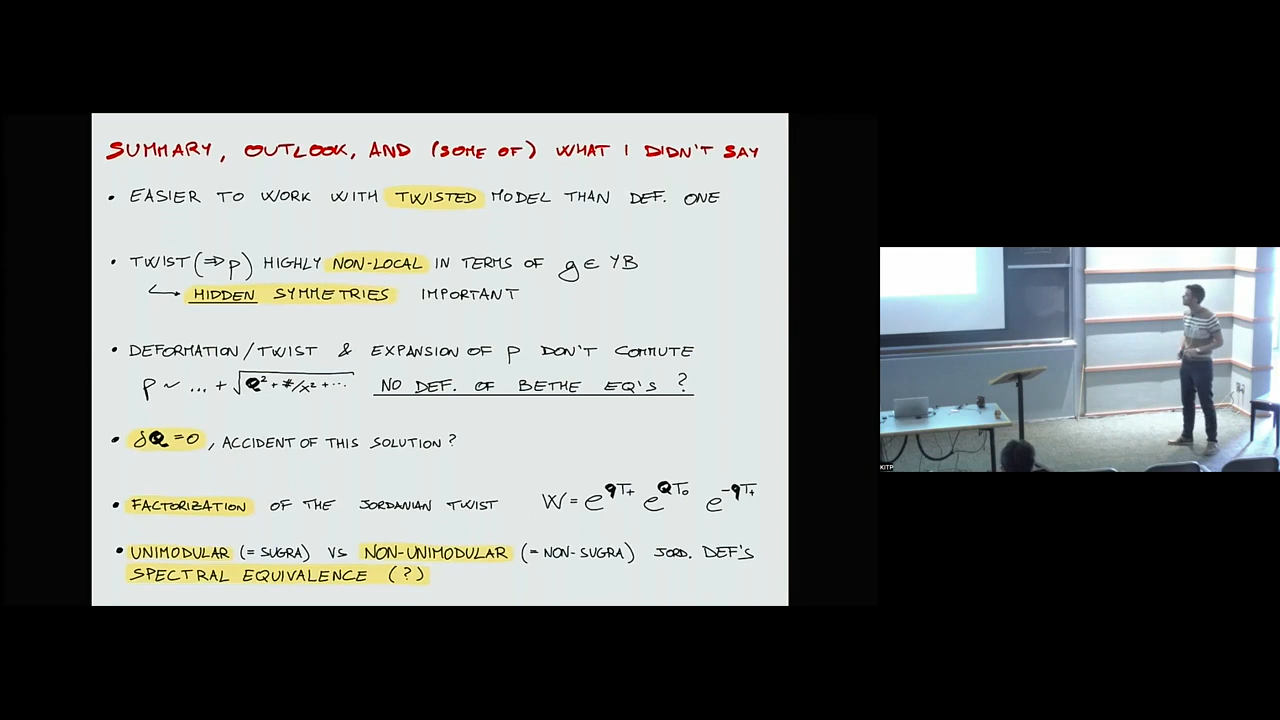 SUMMARY, OUTLOOK, AND (SOME OF) WHAT I DIDN'T SAY
• EASIER TO WORK WITH TWISTED MODEL THAN DEF. ONE
• TWIST (⇒ p) HIGHLY NON-LOCAL IN TERMS OF g ∈ YB
↳ HIDDEN SYMMETRIES IMPORTANT
• DEFORMATION/TWIST & EXPANSION OF p DON'T COMMUTE
p ~ ... + √(Q² + #/x² + ...) NO DEF. OF BETHE EQ'S ?
• δQ = 0, ACCIDENT OF THIS SOLUTION ?
• FACTORIZATION OF THE JORDANIAN TWIST W = e^{qT₊} e^{QT₀} e^{-qT₊}
• UNIMODULAR (= SUGRA) VS NON-UNIMODULAR (= NON-SUGRA) JORD. DEF'S
SPECTRAL EQUIVALENCE (?)
KITP